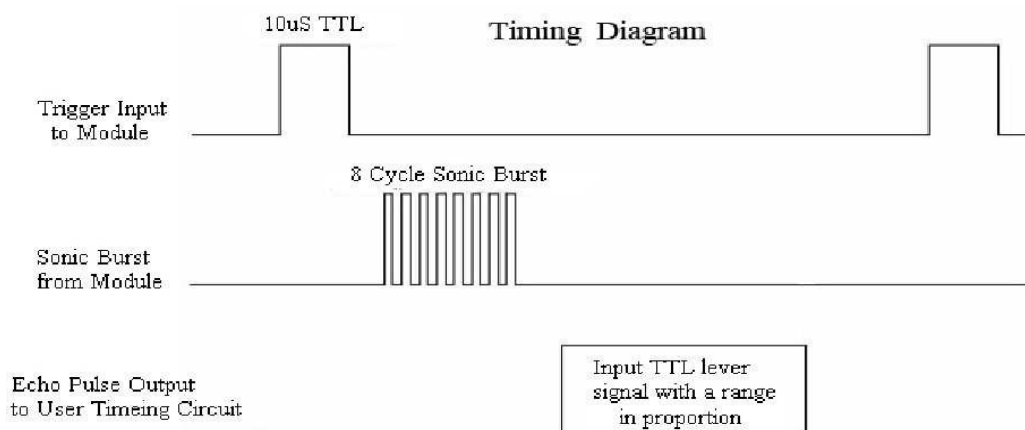 10uS TTL
Timing Diagram
Trigger Input
to Module
8 Cycle Sonic Burst
Sonic Burst
from Module
Echo Pulse Output
to User Timeing Circuit
Input TTL lever
signal with a range
in proportion